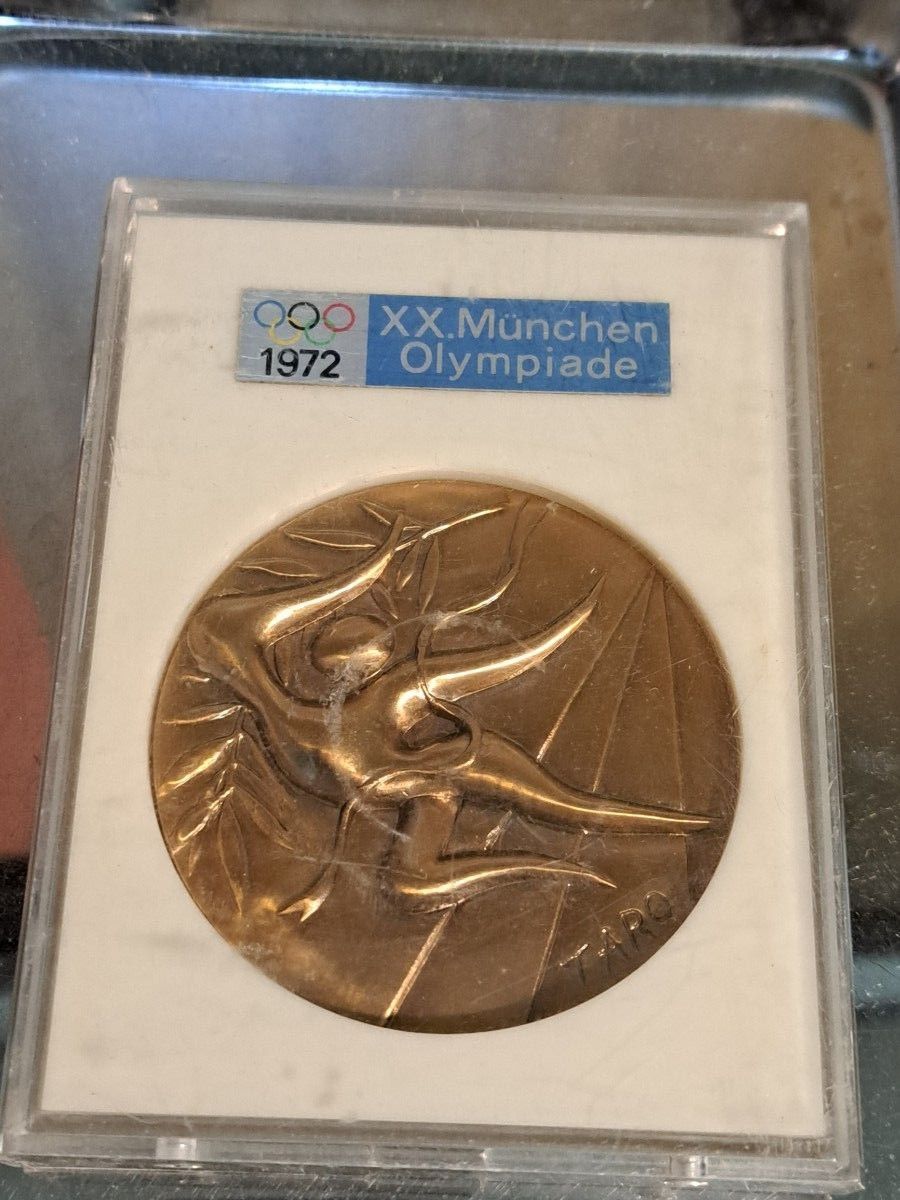 XX.München
1972 Olympiade
TARO